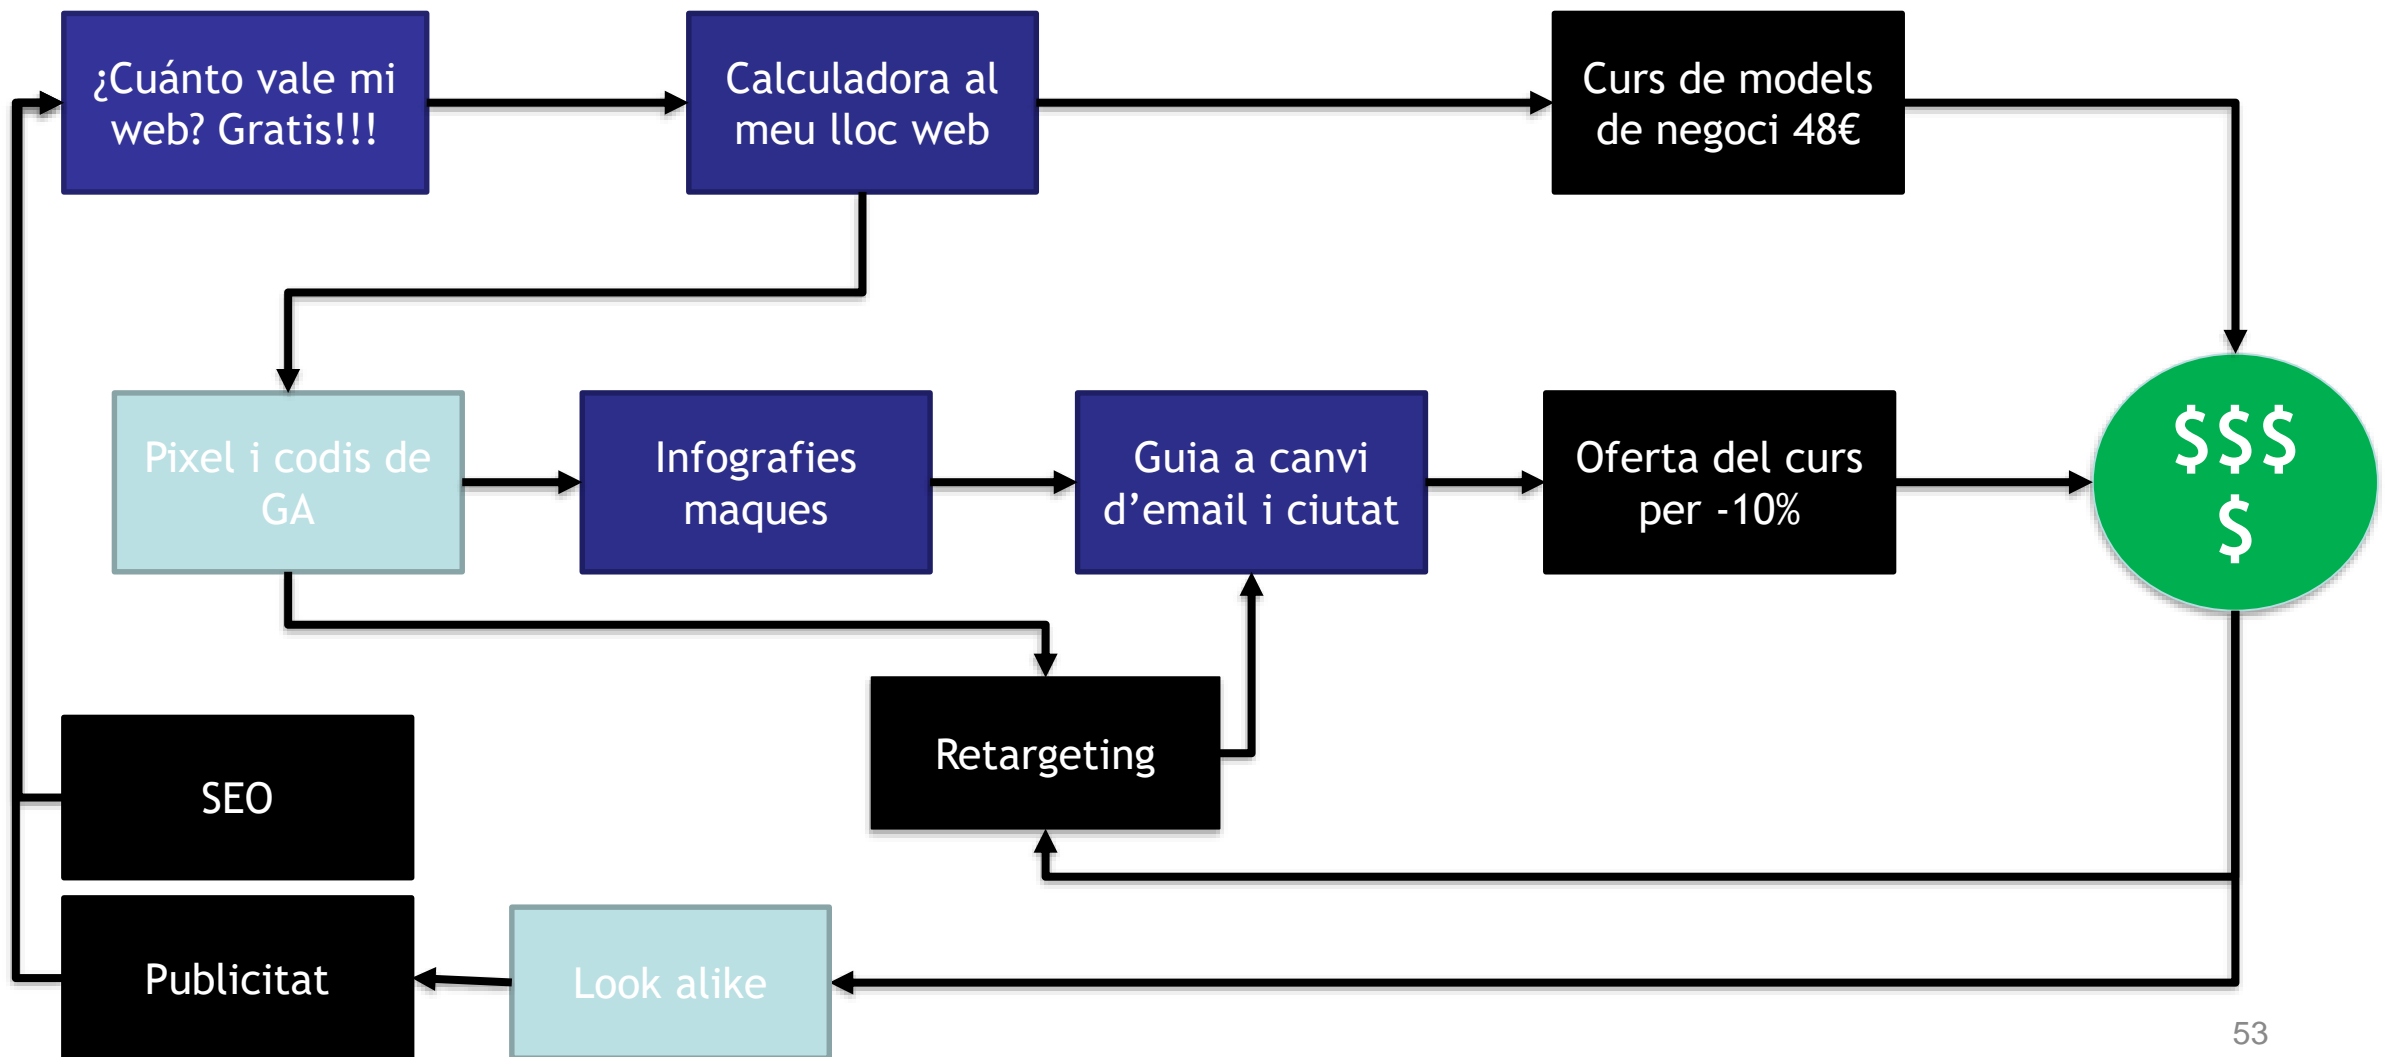 ¿Cuánto vale mi
web? Gratis!!!
Calculadora al
meu lloc web
Curs de models
de negoci 48€
Pixel i codis de
GA
Infografies
maques
Guia a canvi
d’email i ciutat
Oferta del curs
per -10%
$$$
$
Retargeting
SEO
Publicitat
Look alike
53